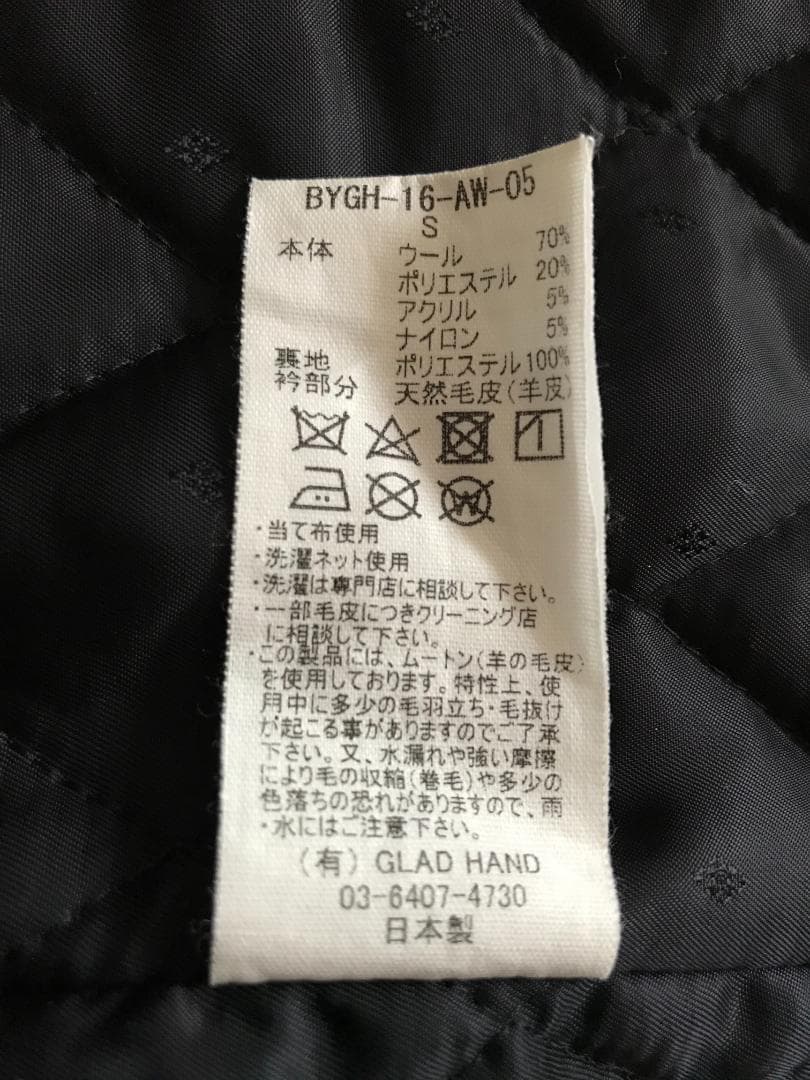 BYGH-16-AW-05
S
本体 ウール 70%
ポリエステル 20%
アクリル 5%
ナイロン 5%
裏地 ポリエステル100%
衿部分 天然毛皮(羊皮)
W
・当て布使用
・洗濯ネット使用
・洗濯は専門店に相談して下さい。
・一部毛皮につきクリーニング店
に相談して下さい。
・この製品には、ムートン(羊の毛皮)
を使用しております。特性上、使
用中に多少の毛羽立ち・毛抜け
が起こる事がありますのでご了承
下さい。又、水漏れや強い摩擦
により毛の収縮(巻毛)や多少の
色落ちの恐れがありますので、雨
・水にはご注意下さい。
(有) GLAD HAND
03-6407-4730
日本製